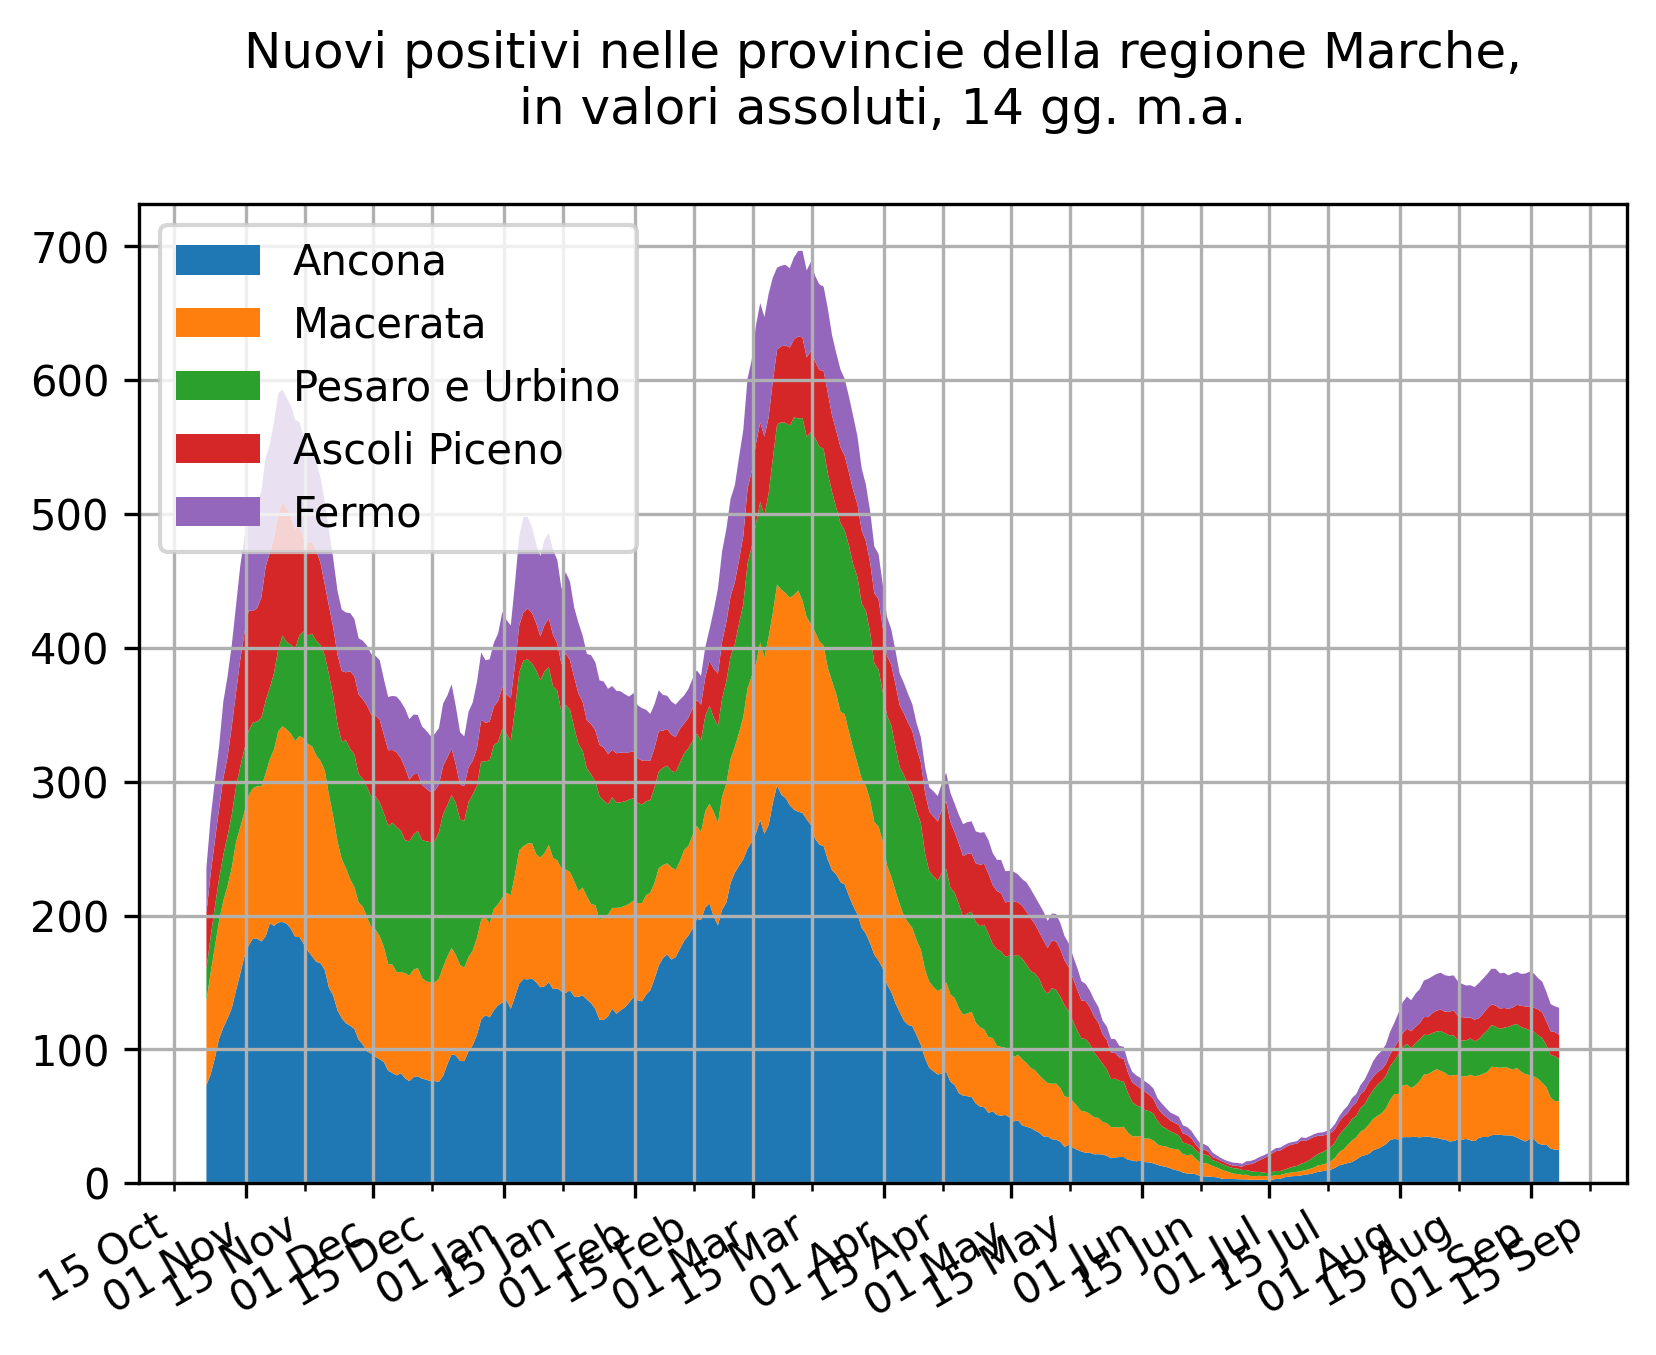 Nuovi positivi nelle provincie della regione Marche,
in valori assoluti, 14 gg. m.a.
700
600
500
400
300
200
100
0
Ancona
Macerata
Pesaro e Urbino
Ascoli Piceno
Fermo
15 Oct
01 Nov
15 Nov
01 Dec
15 Dec
01 Jan
15 Jan
01 Feb
15 Feb
01 Mar
15 Mar
01 Apr
15 Apr
01 May
15 May
01 Jun
15 Jun
01 Jul
15 Jul
01 Aug
15 Aug
01 Sep
15 Sep